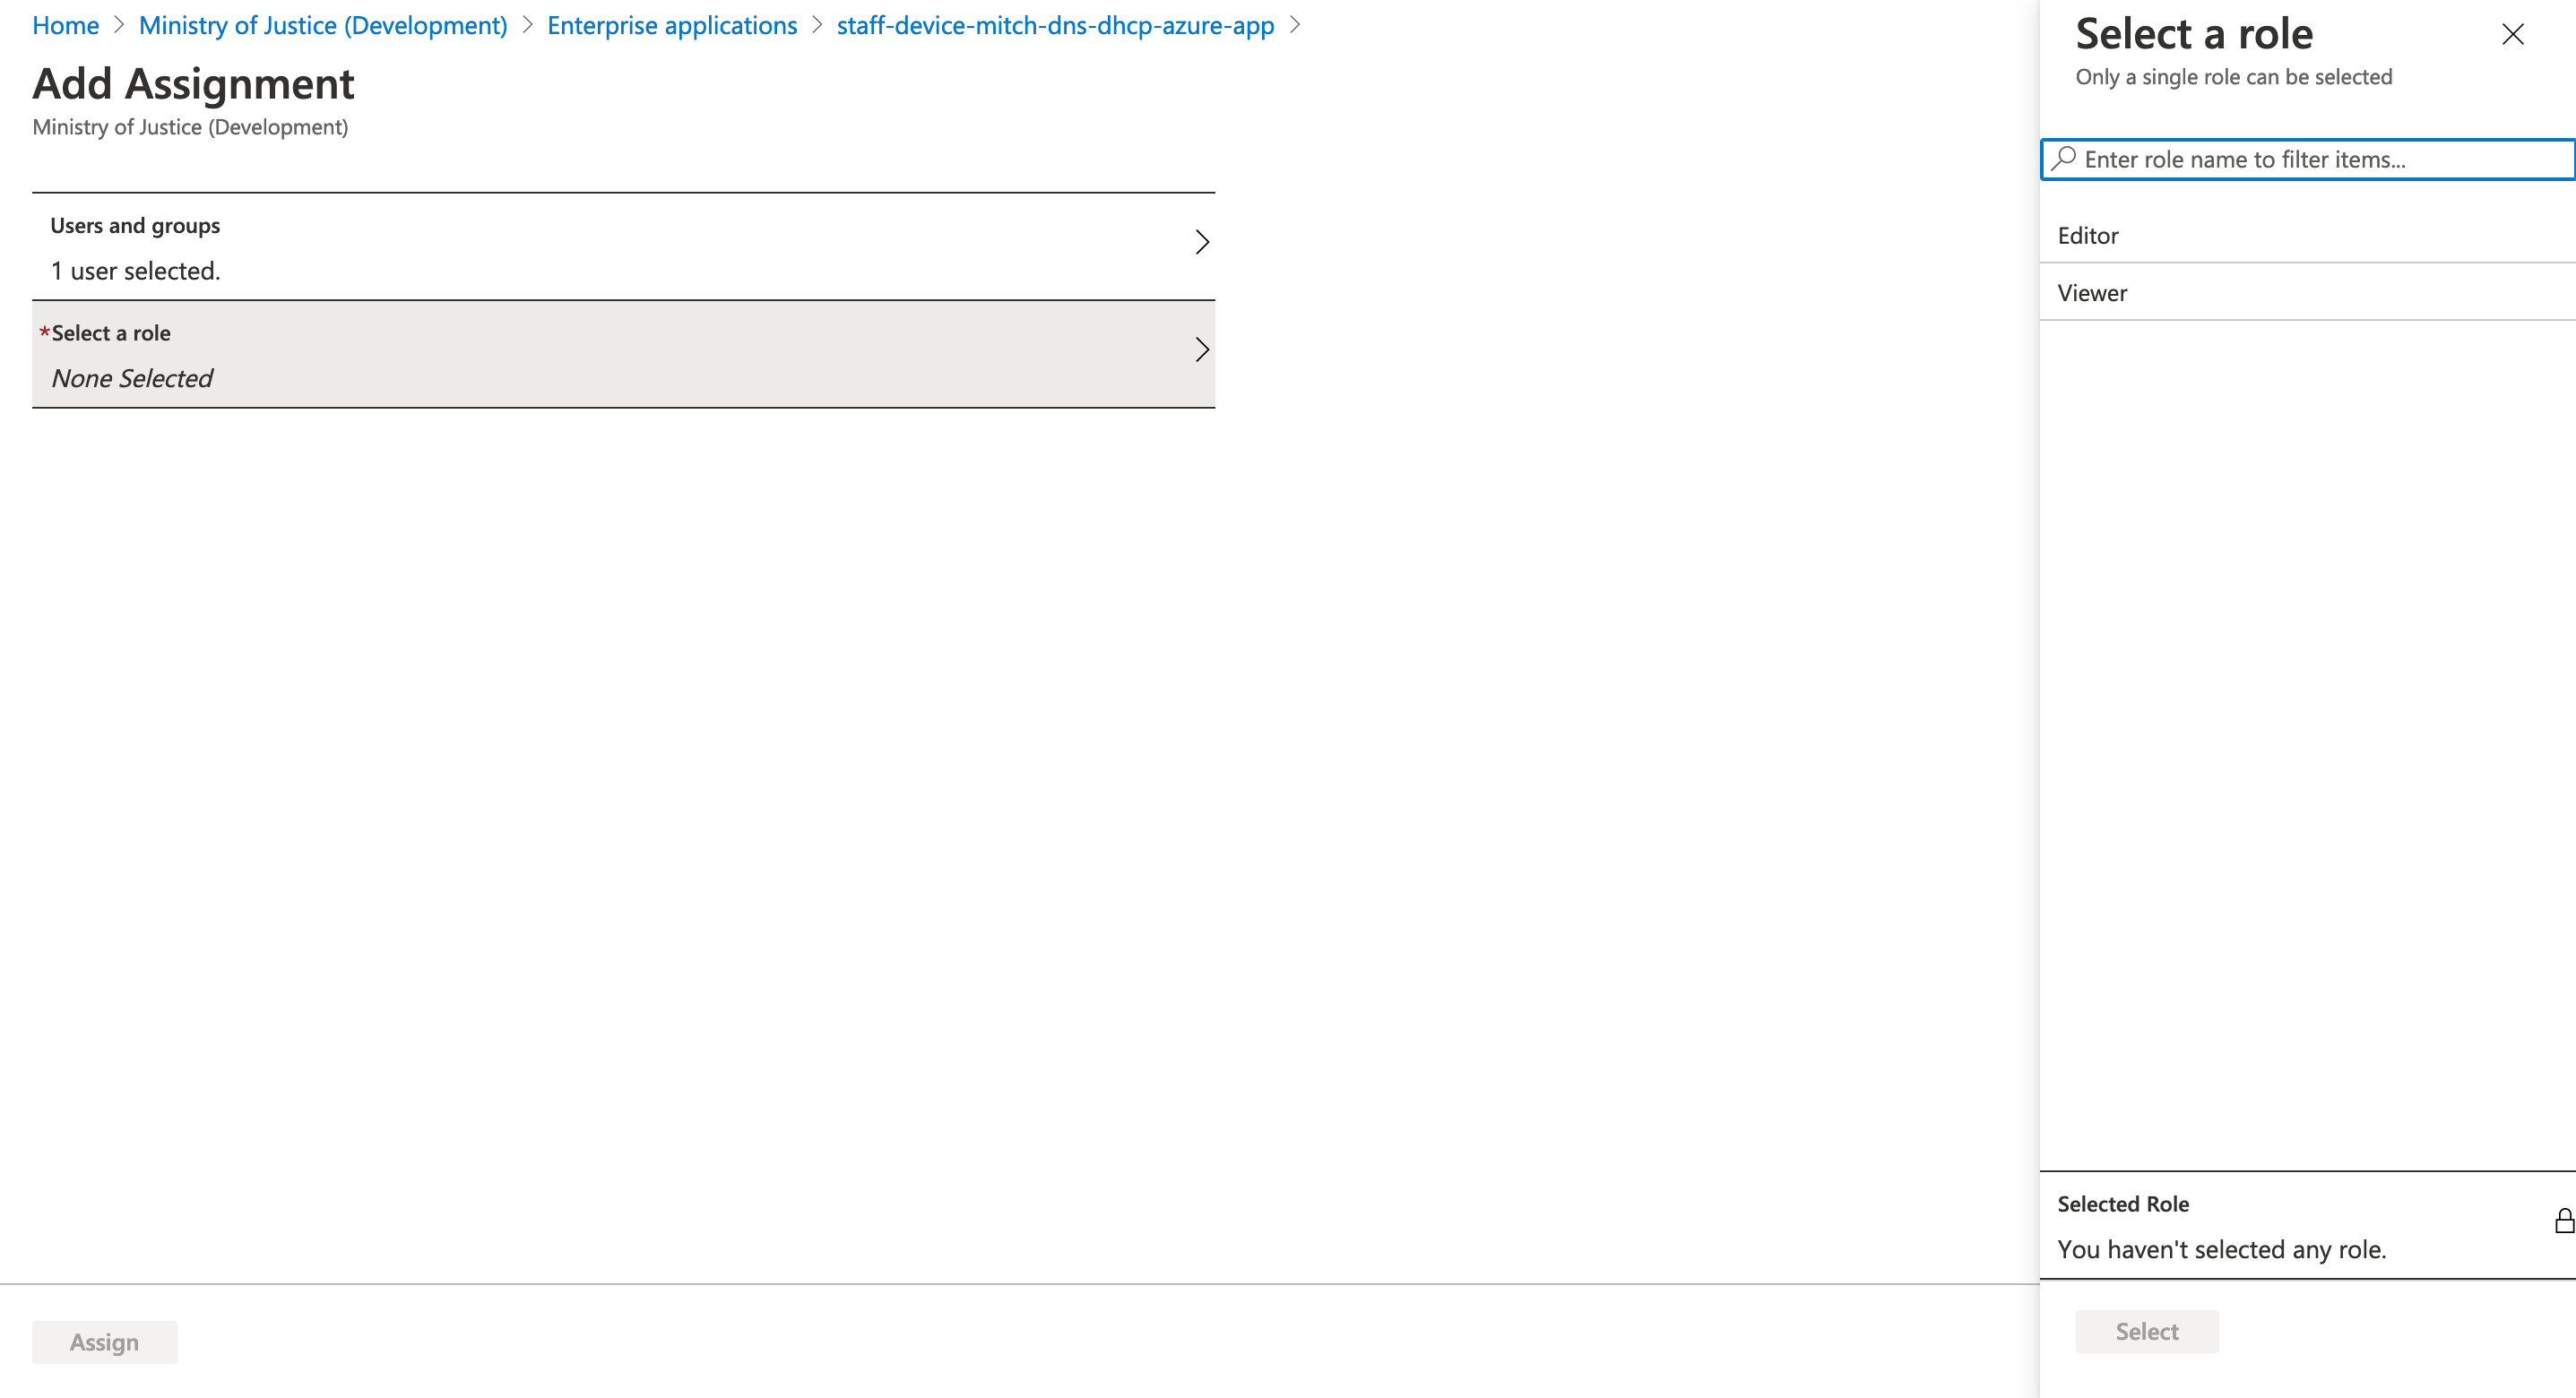 Home > Ministry of Justice (Development) > Enterprise applications > staff-device-mitch-dns-dhcp-azure-app >
Add Assignment
Ministry of Justice (Development)
Users and groups
1 user selected.
*Select a role
None Selected
Assign
Select a role
Only a single role can be selected
Enter role name to filter items...
Editor
Viewer
Selected Role
You haven't selected any role.
Select